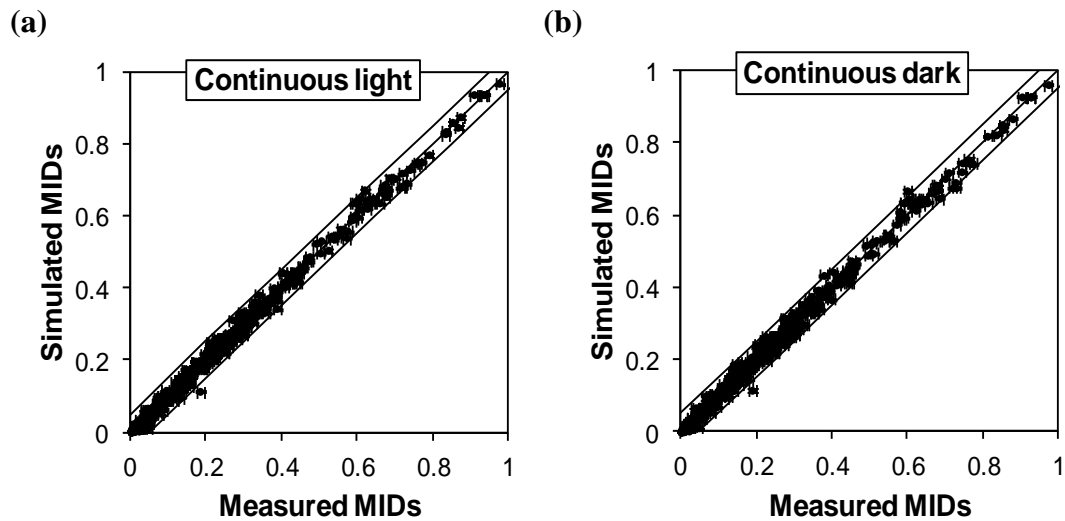 (a)
Continuous light
1
0.8
0.6
0.4
0.2
0
Simulated MIDs
0 0.2 0.4 0.6 0.8 1
Measured MIDs
(b)
Continuous dark
1
0.8
0.6
0.4
0.2
0
Simulated MIDs
0 0.2 0.4 0.6 0.8 1
Measured MIDs